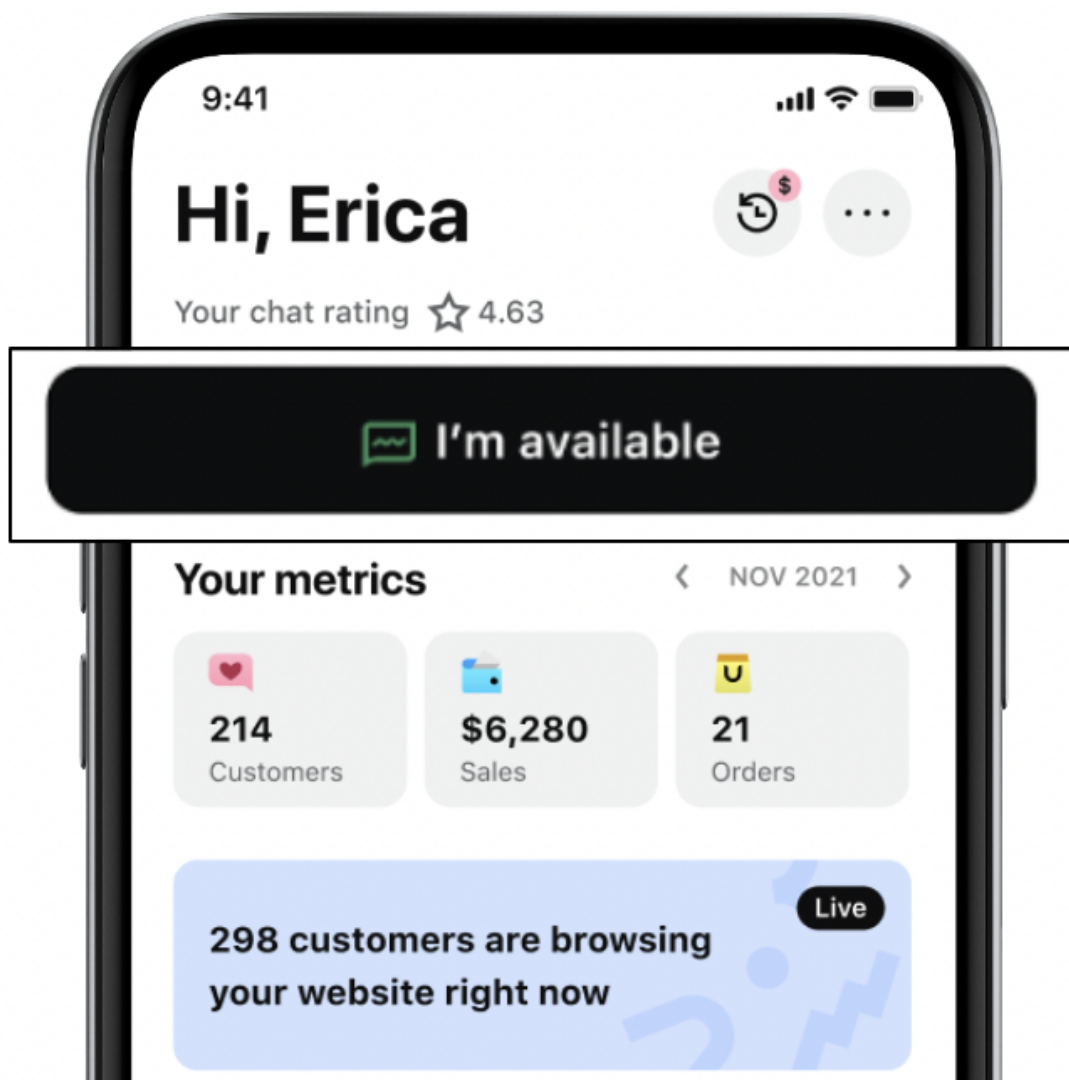 9:41
Hi, Erica
$
Your chat rating 4.63
I'm available
Your metrics
NOV 2021
214
Customers
$6,280
Sales
21
Orders
Live
298 customers are browsing
your website right now